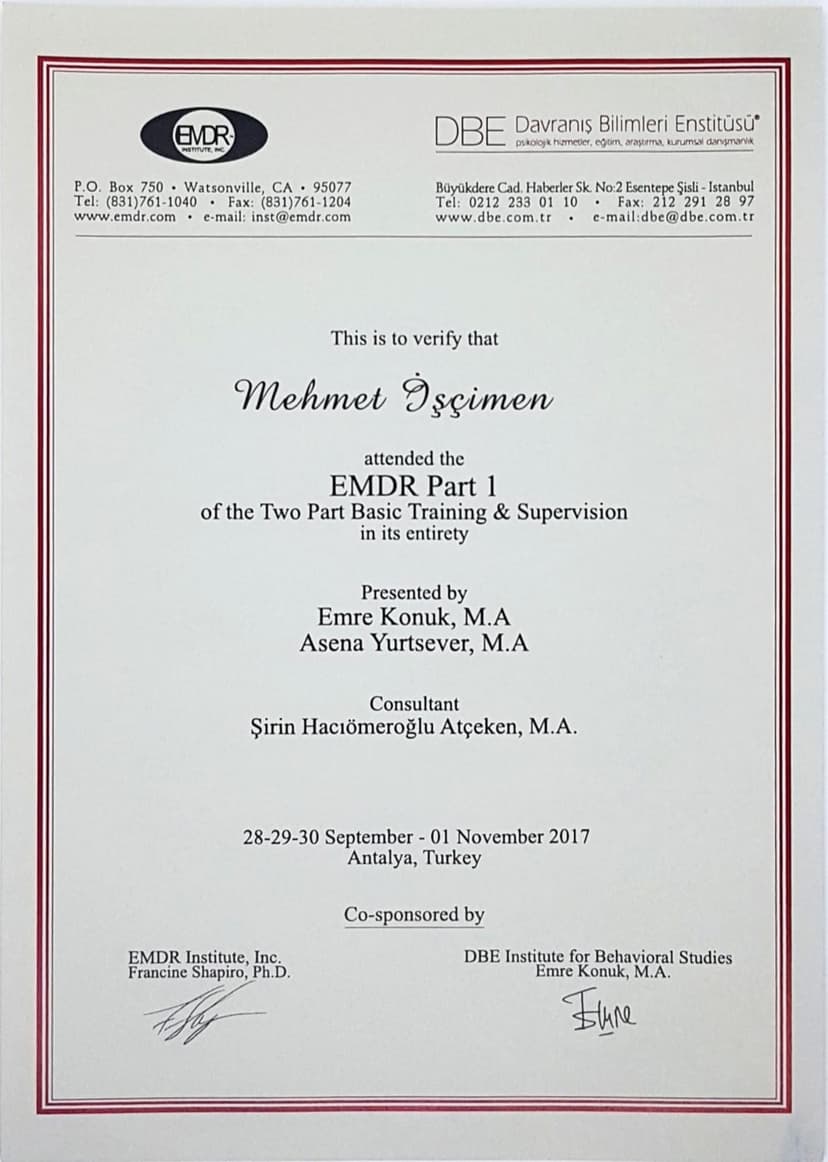 EMDR
INSTITUTE, INC.
P.O. Box 750 • Watsonville, CA • 95077
Tel: (831)761-1040 • Fax: (831)761-1204
www.emdr.com • e-mail: inst@emdr.com
DBE Davranış Bilimleri Enstitüsü®
psikolojik hizmetler, eğitim, araştırma, kurumsal danışmanlık
Büyükdere Cad. Haberler Sk. No:2 Esentepe Şişli - Istanbul
Tel: 0212 233 01 10 • Fax: 212 291 28 97
www.dbe.com.tr • e-mail:dbe@dbe.com.tr
This is to verify that
Mehmet İşçimen
attended the
EMDR Part 1
of the Two Part Basic Training & Supervision
in its entirety
Presented by
Emre Konuk, M.A
Asena Yurtsever, M.A
Consultant
Şirin Hacıömeroğlu Atçeken, M.A.
28-29-30 September - 01 November 2017
Antalya, Turkey
Co-sponsored by
EMDR Institute, Inc.
Francine Shapiro, Ph.D.
DBE Institute for Behavioral Studies
Emre Konuk, M.A.